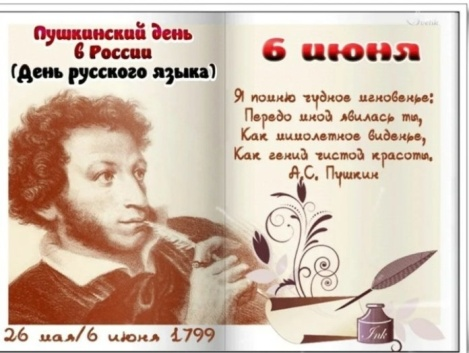 Пушкинский день
в России
(День русского языка)
26 мая/6 июня 1799
6 июня
Я помню чудное мгновенье:
Передо мной явилась ты,
Как мимолетное виденье,
Как гений чистой красоты.
А.С. Пушкин
Ink